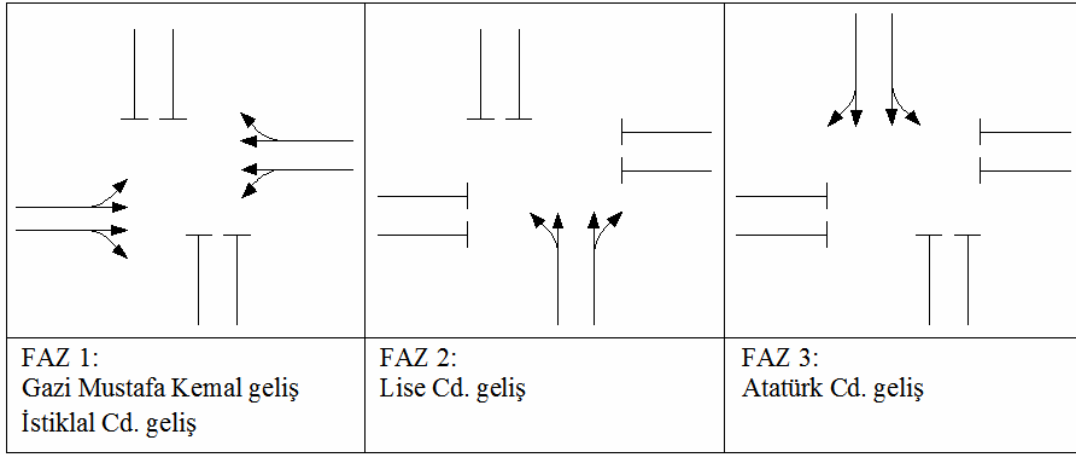 FAZ 1:
Gazi Mustafa Kemal geliş
İstiklal Cd. geliş
FAZ 2:
Lise Cd. geliş
FAZ 3:
Atatürk Cd. geliş